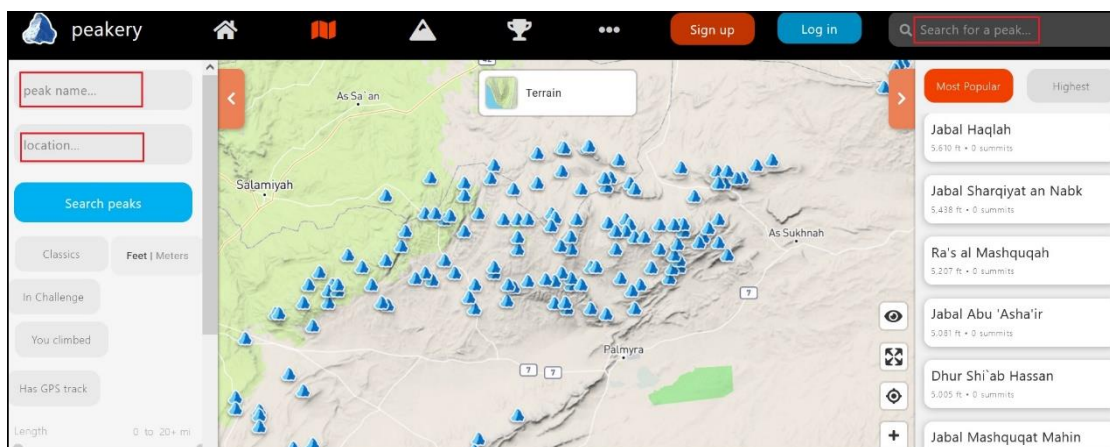 peakery
Sign up
Log in
Search for a peak...
peak name...
location...
Search peaks
Classics
Feet | Meters
In Challenge
You climbed
Has GPS track
Length
0 to 20+ mi
42
As Sa`an
Terrain
Salamiyah
As Sukhnah
7
Palmyra
7 7
Most Popular
Highest
Jabal Haqlah
5,610 ft • 0 summits
Jabal Sharqiyat an Nabk
5,438 ft • 0 summits
Ra's al Mashquqah
5,207 ft • 0 summits
Jabal Abu 'Asha'ir
5,081 ft • 0 summits
Dhur Shi`ab Hassan
5,005 ft • 0 summits
Jabal Mashquqat Mahin